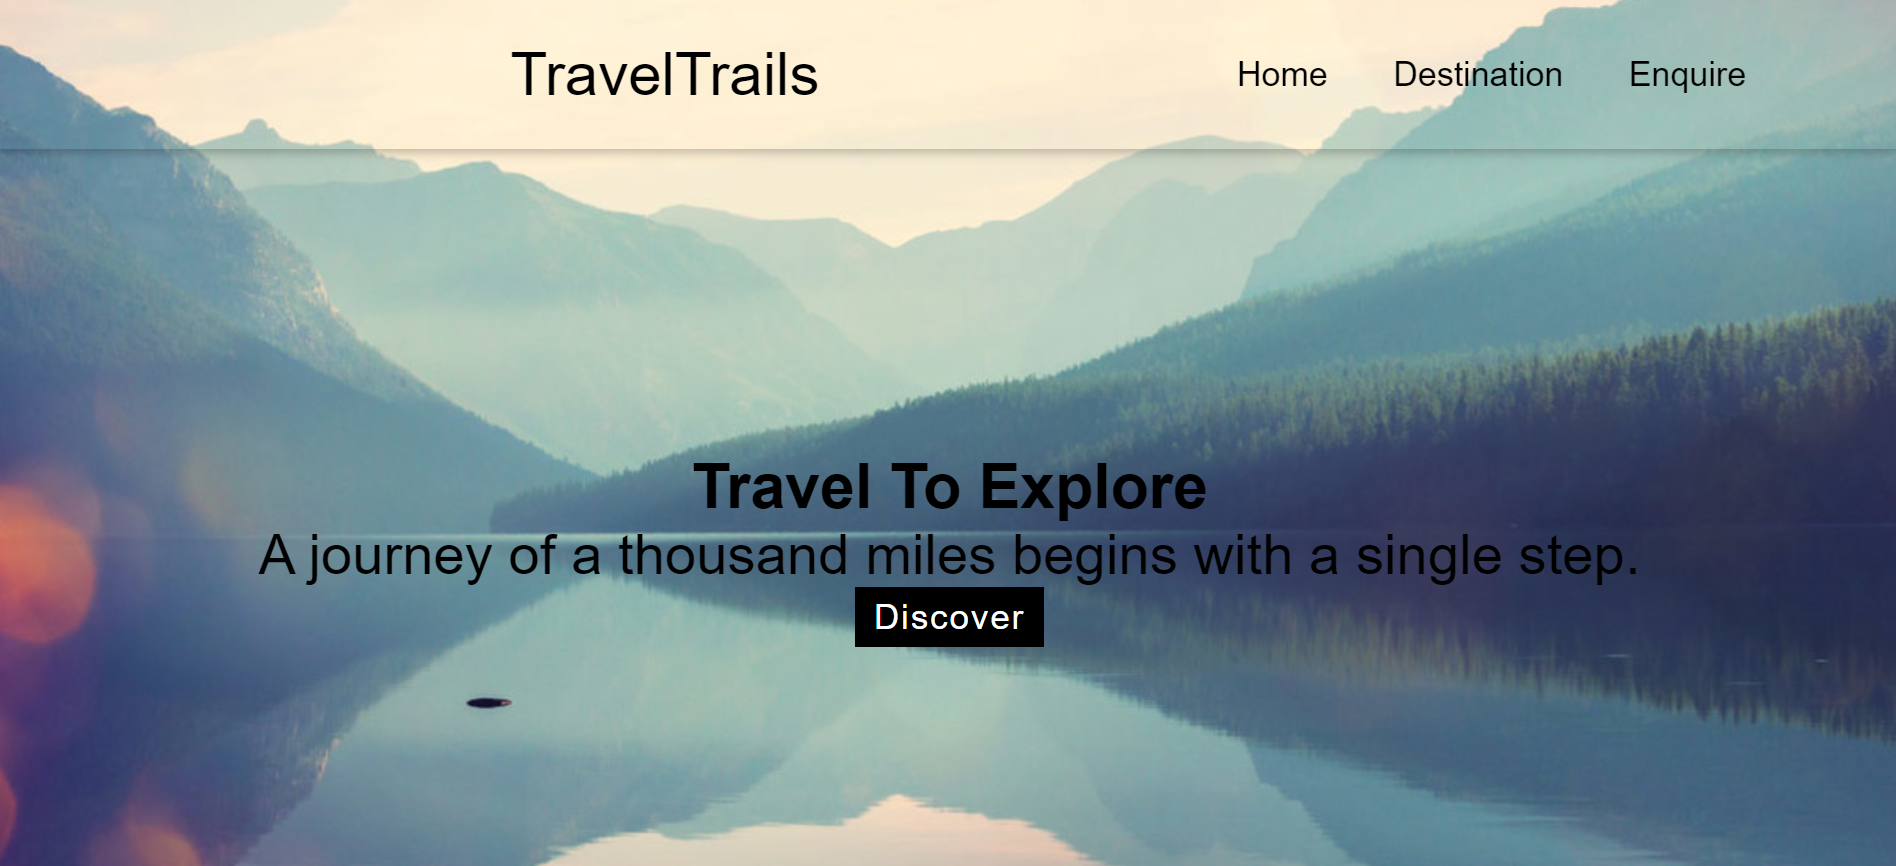 TravelTrails
Home Destination Enquire
Travel To Explore
A journey of a thousand miles begins with a single step.
Discover